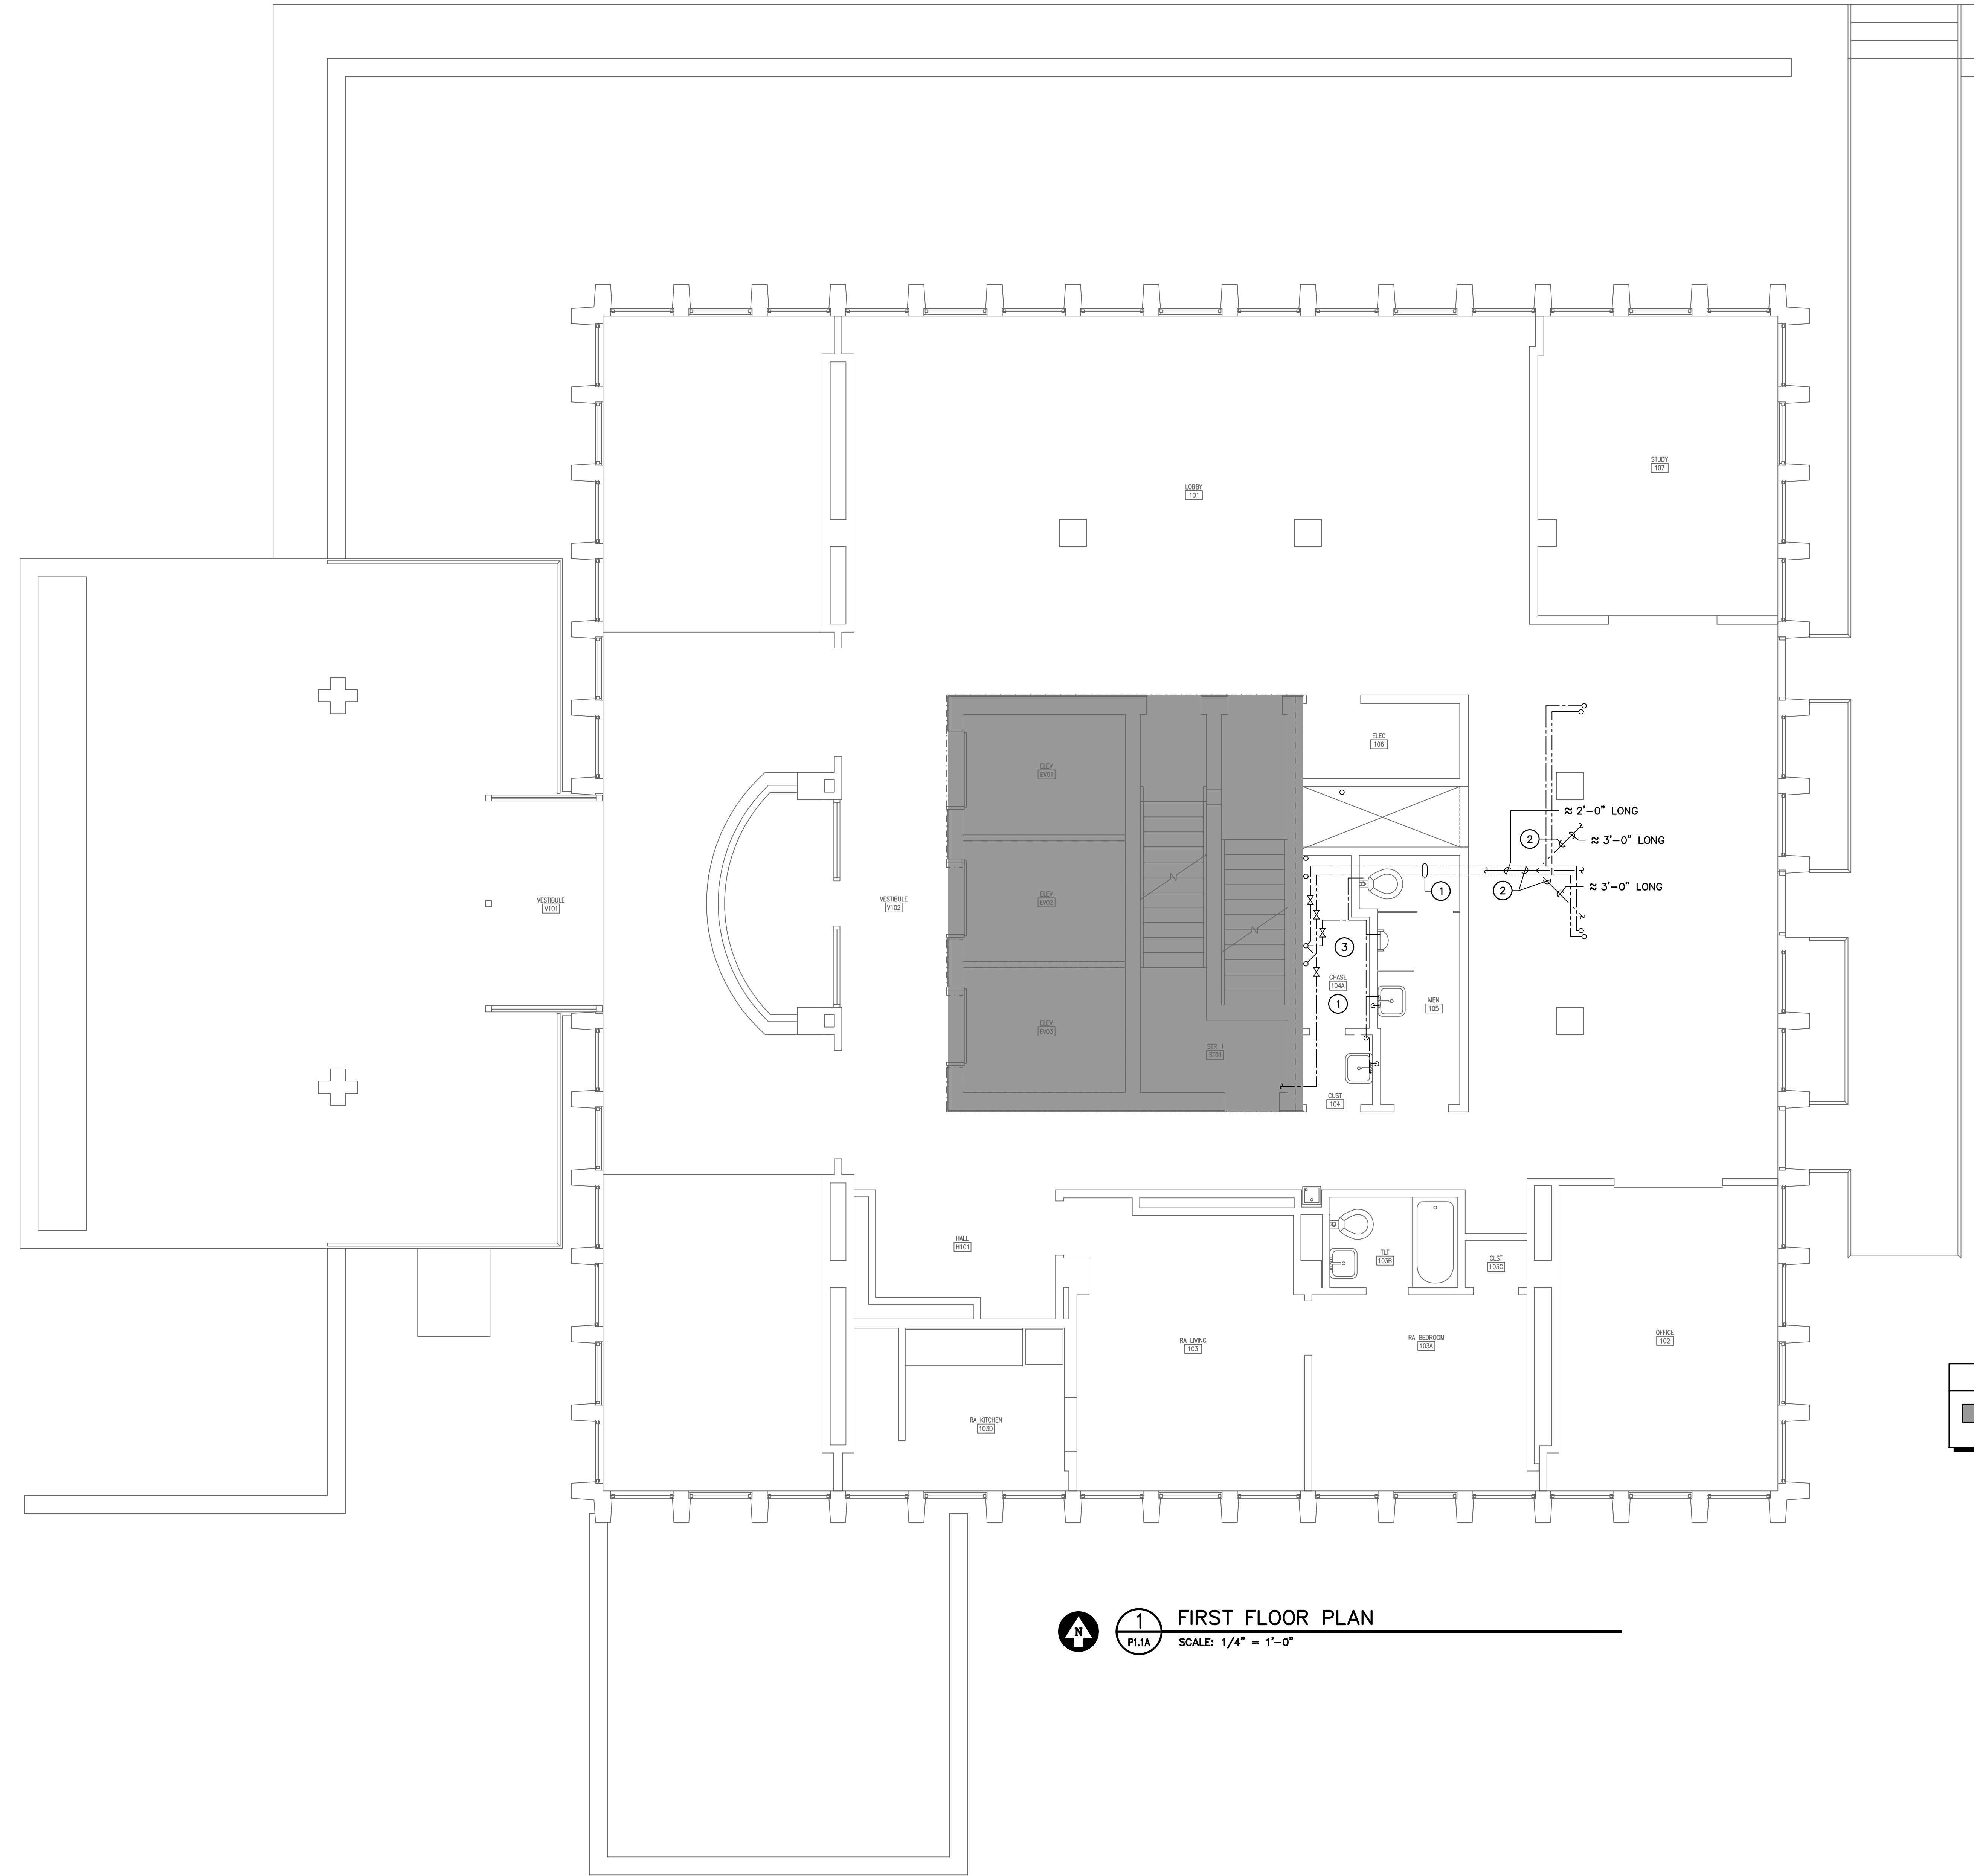 STUDY
107
LOBBY
101
ELEC
106
ELEV
EV01
≈ 2'-0" LONG
2
≈ 3'-0" LONG
VESTIBULE
V101
VESTIBULE
V102
ELEV
EV02
1
2
≈ 3'-0" LONG
3
CHASE
104A
1
MEN
105
ELEV
EV03
STR 1
ST01
CUST
104
HALL
H101
TLT
103B
CLST
103C
RA LIVING
103
RA BEDROOM
103A
OFFICE
102
RA KITCHEN
103D
N
1
P1.1A
FIRST FLOOR PLAN
SCALE: 1/4" = 1'-0"